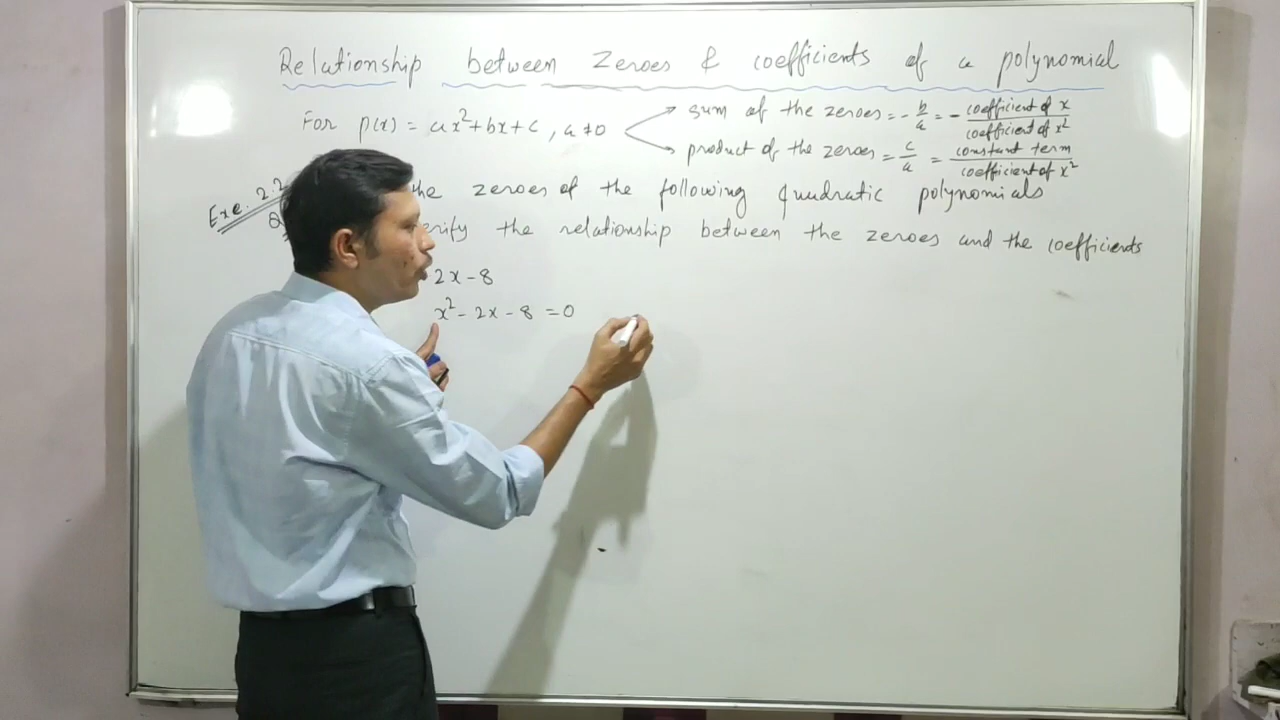 Relationship between Zeroes & coefficients of a polynomial
For p(x) = ax²+bx+c, a≠0
sum of the zeroes = - b/a = - coefficient of x / coefficient of x²
product of the zeroes = c/a = constant term / coefficient of x²
Exe. 2.2
the zeroes of the following quadratic polynomials
erify the relationship between the zeroes and the coefficients
2x - 8
x² - 2x - 8 = 0